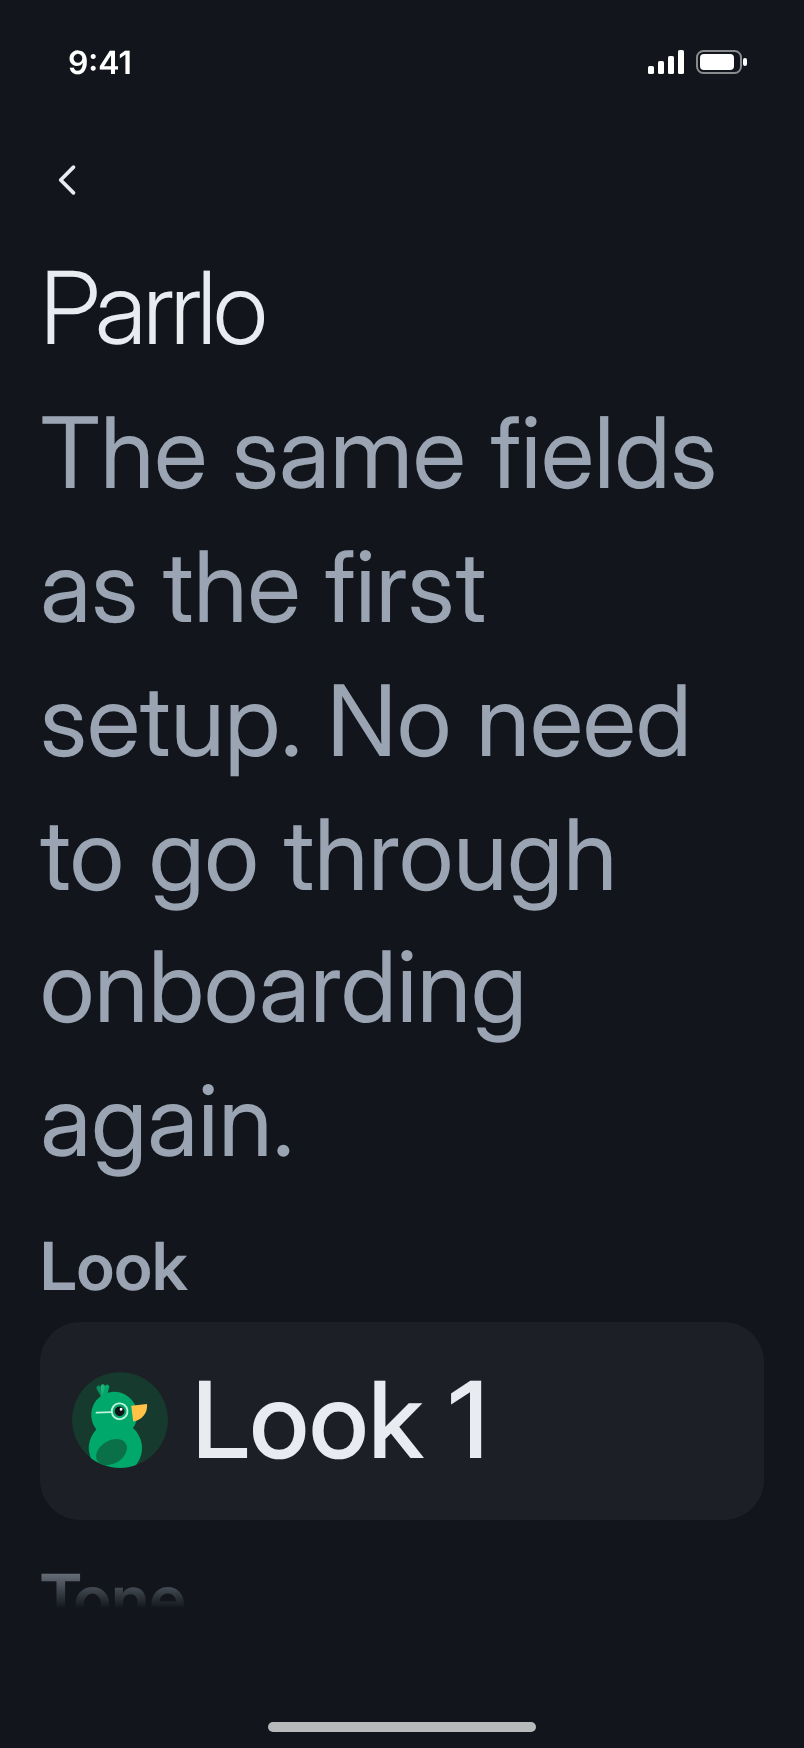 9:41
Parrlo
The same fields
as the first
setup. No need
to go through
onboarding
again.
Look
Look 1
Tone